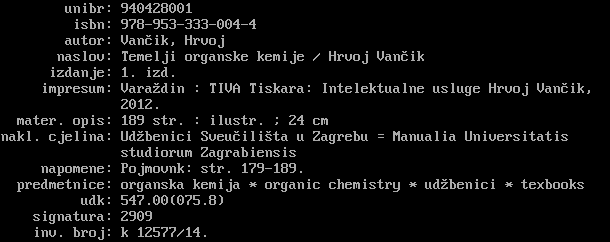 unibr: 940428001
isbn: 978-953-333-004-4
autor: Vančik, Hrvoj
naslov: Temelji organske kemije / Hrvoj Vančik
izdanje: 1. izd.
impresum: Varaždin : TIVA Tiskara: Intelektualne usluge Hrvoj Vančik,
2012.
mater. opis: 189 str. : ilustr. ; 24 cm
nakl. cjelina: Udžbenici Sveučilišta u Zagrebu = Manualia Universitatis
studiorum Zagrabiensis
napomene: Pojmovnk: str. 179-189.
predmetnice: organska kemija * organic chemistry * udžbenici * texbooks
udk: 547.00(075.8)
signatura: 2909
inv. broj: k 12577/14.